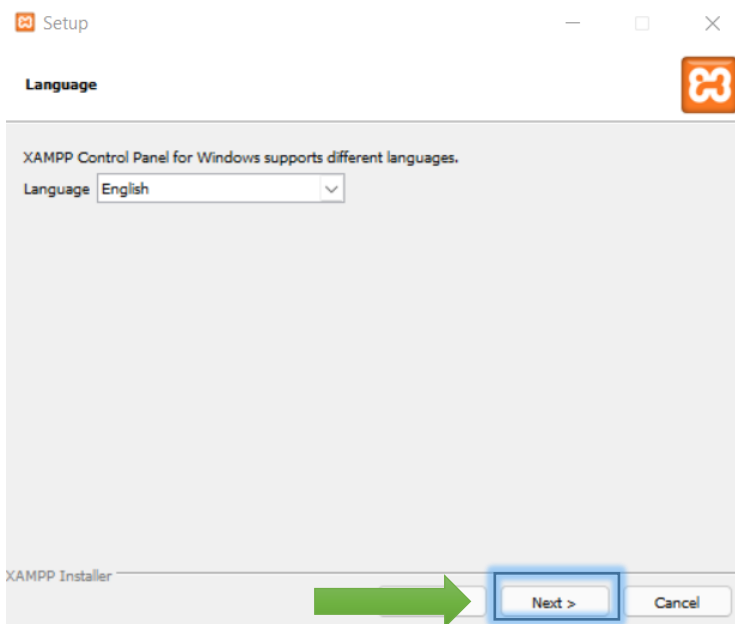 Setup
Language
XAMPP Control Panel for Windows supports different languages.
Language English
XAMPP Installer
Next > Cancel